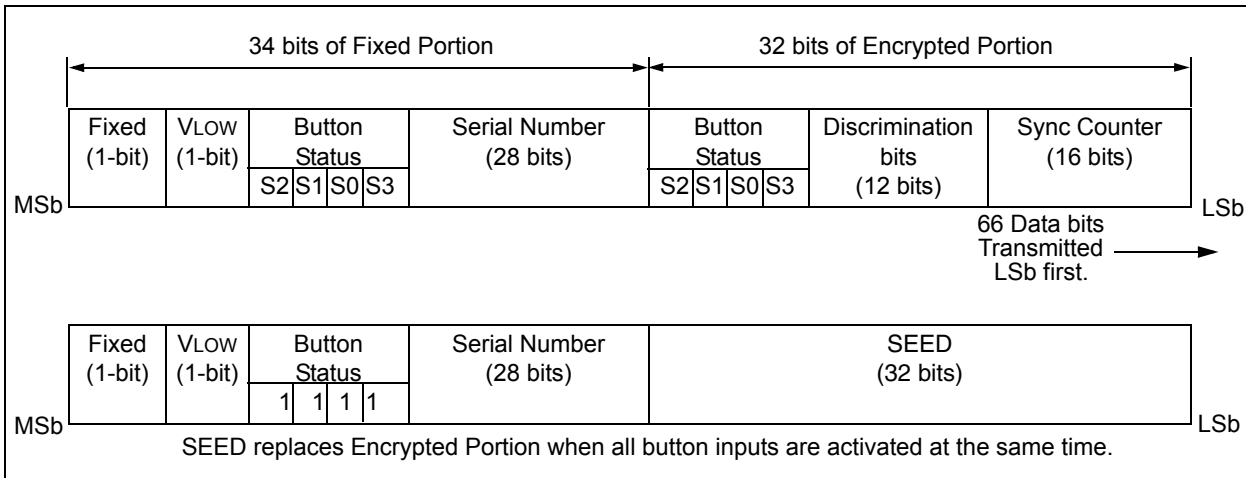 34 bits of Fixed Portion 32 bits of Encrypted Portion
Fixed VLOW Button Serial Number Button Discrimination Sync Counter
(1-bit) (1-bit) Status (28 bits) Status bits (16 bits)
S2 S1 S0 S3 S2 S1 S0 S3 (12 bits)
MSb LSb
66 Data bits
Transmitted
LSb first.
Fixed VLOW Button Serial Number SEED
(1-bit) (1-bit) Status (28 bits) (32 bits)
1 1 1 1
MSb LSb
SEED replaces Encrypted Portion when all button inputs are activated at the same time.